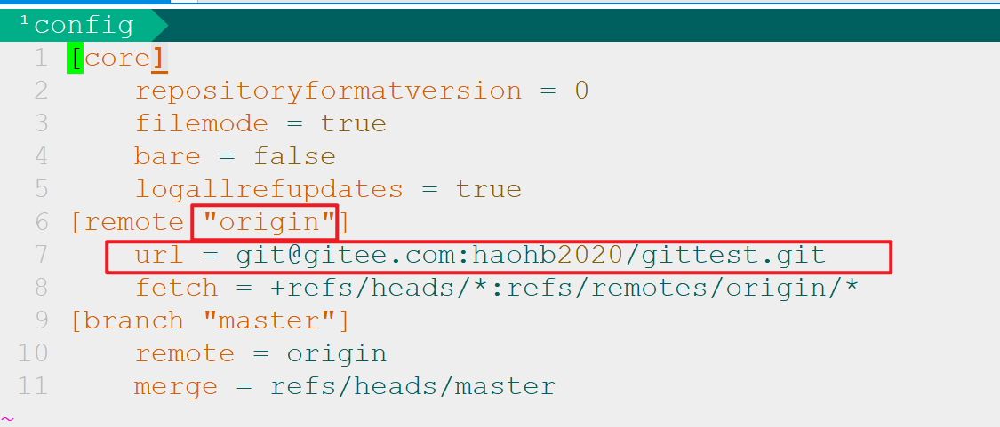 ¹config
1 [core]
2 repositoryformatversion = 0
3 filemode = true
4 bare = false
5 logallrefupdates = true
6 [remote "origin"]
7 url = git@gitee.com:haohb2020/gittest.git
8 fetch = +refs/heads/*:refs/remotes/origin/*
9 [branch "master"]
10 remote = origin
11 merge = refs/heads/master
~